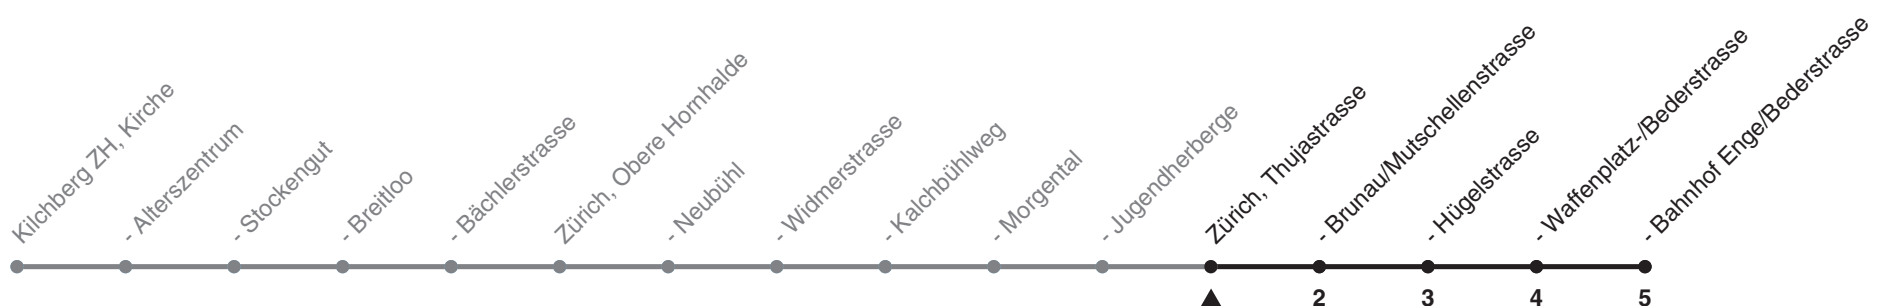 Kilchberg ZH, Kirche
- Alterszentrum
- Stockengut
- Breitloo
- Bächlerstrasse
Zürich, Obere Hornhalde
- Neubühl
- Widmerstrasse
- Kalchbühlweg
- Morgental
- Jugendherberge
Zürich, Thujastrasse
- Brunau/Mutschellenstrasse
- Hügelstrasse
- Waffenplatz-/Bederstrasse
- Bahnhof Enge/Bederstrasse
2 3 4 5